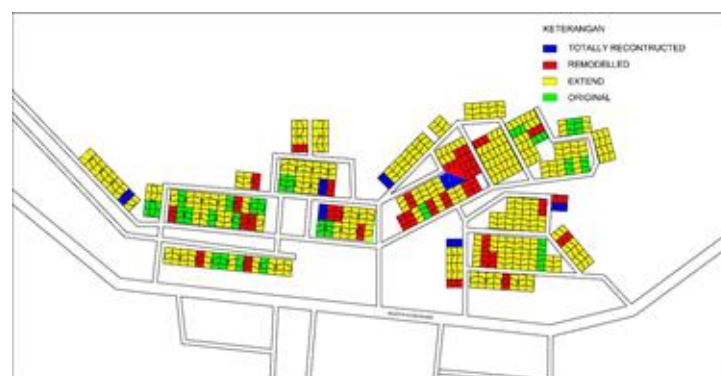 KETERANGAN
TOTALLY RECONTRUCTED
REMODELLED
EXTEND
ORIGINAL